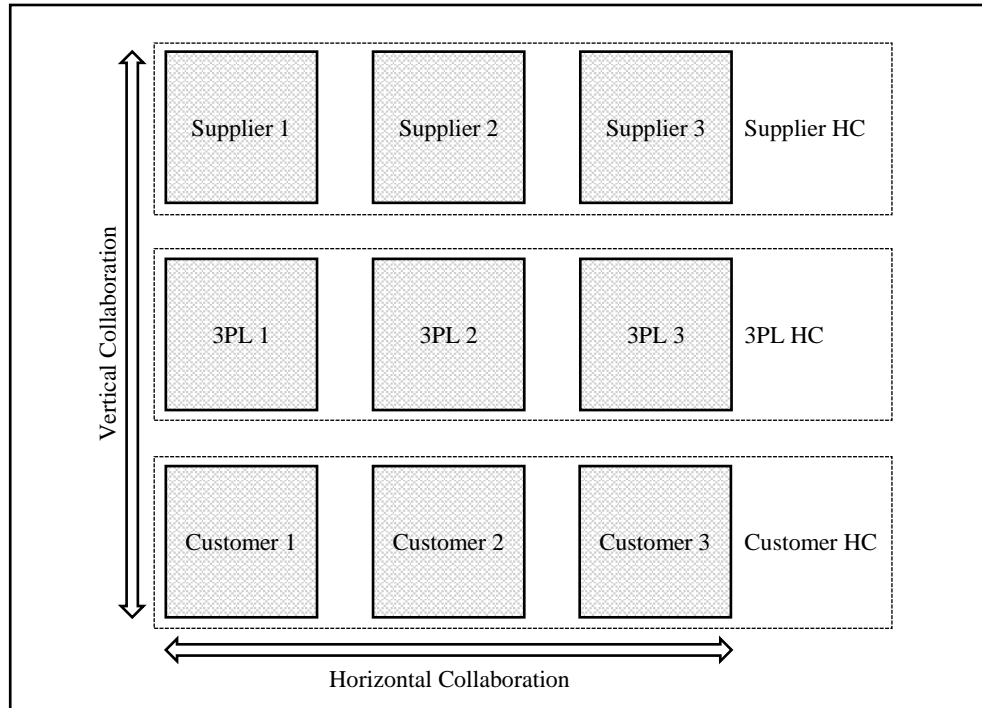 Supplier 1
Supplier 2
Supplier 3
Supplier HC
Vertical Collaboration
3PL 1
3PL 2
3PL 3
3PL HC
Customer 1
Customer 2
Customer 3
Customer HC
Horizontal Collaboration